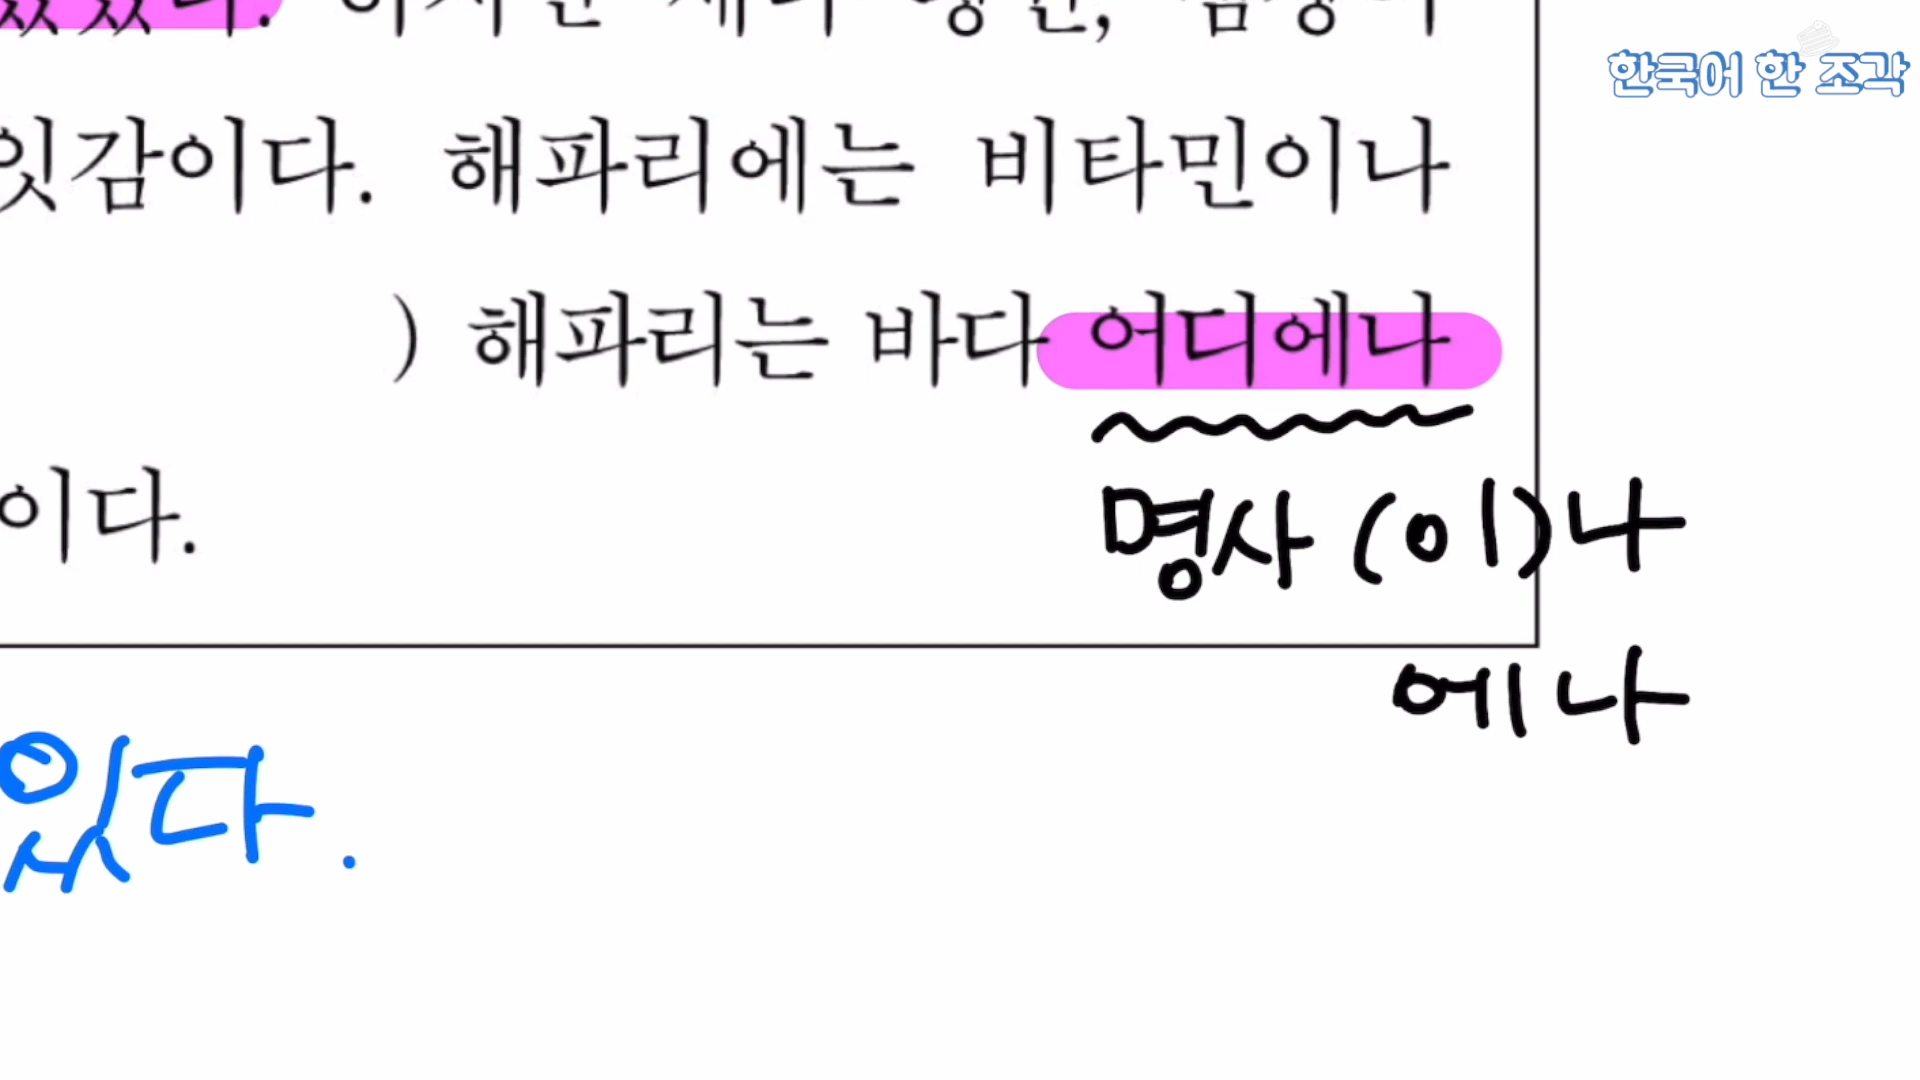 한국어 한 조각
잇감이다. 해파리에는 비타민이나
) 해파리는 바다 어디에나
명사 (이)나
이다.
에나
있다.